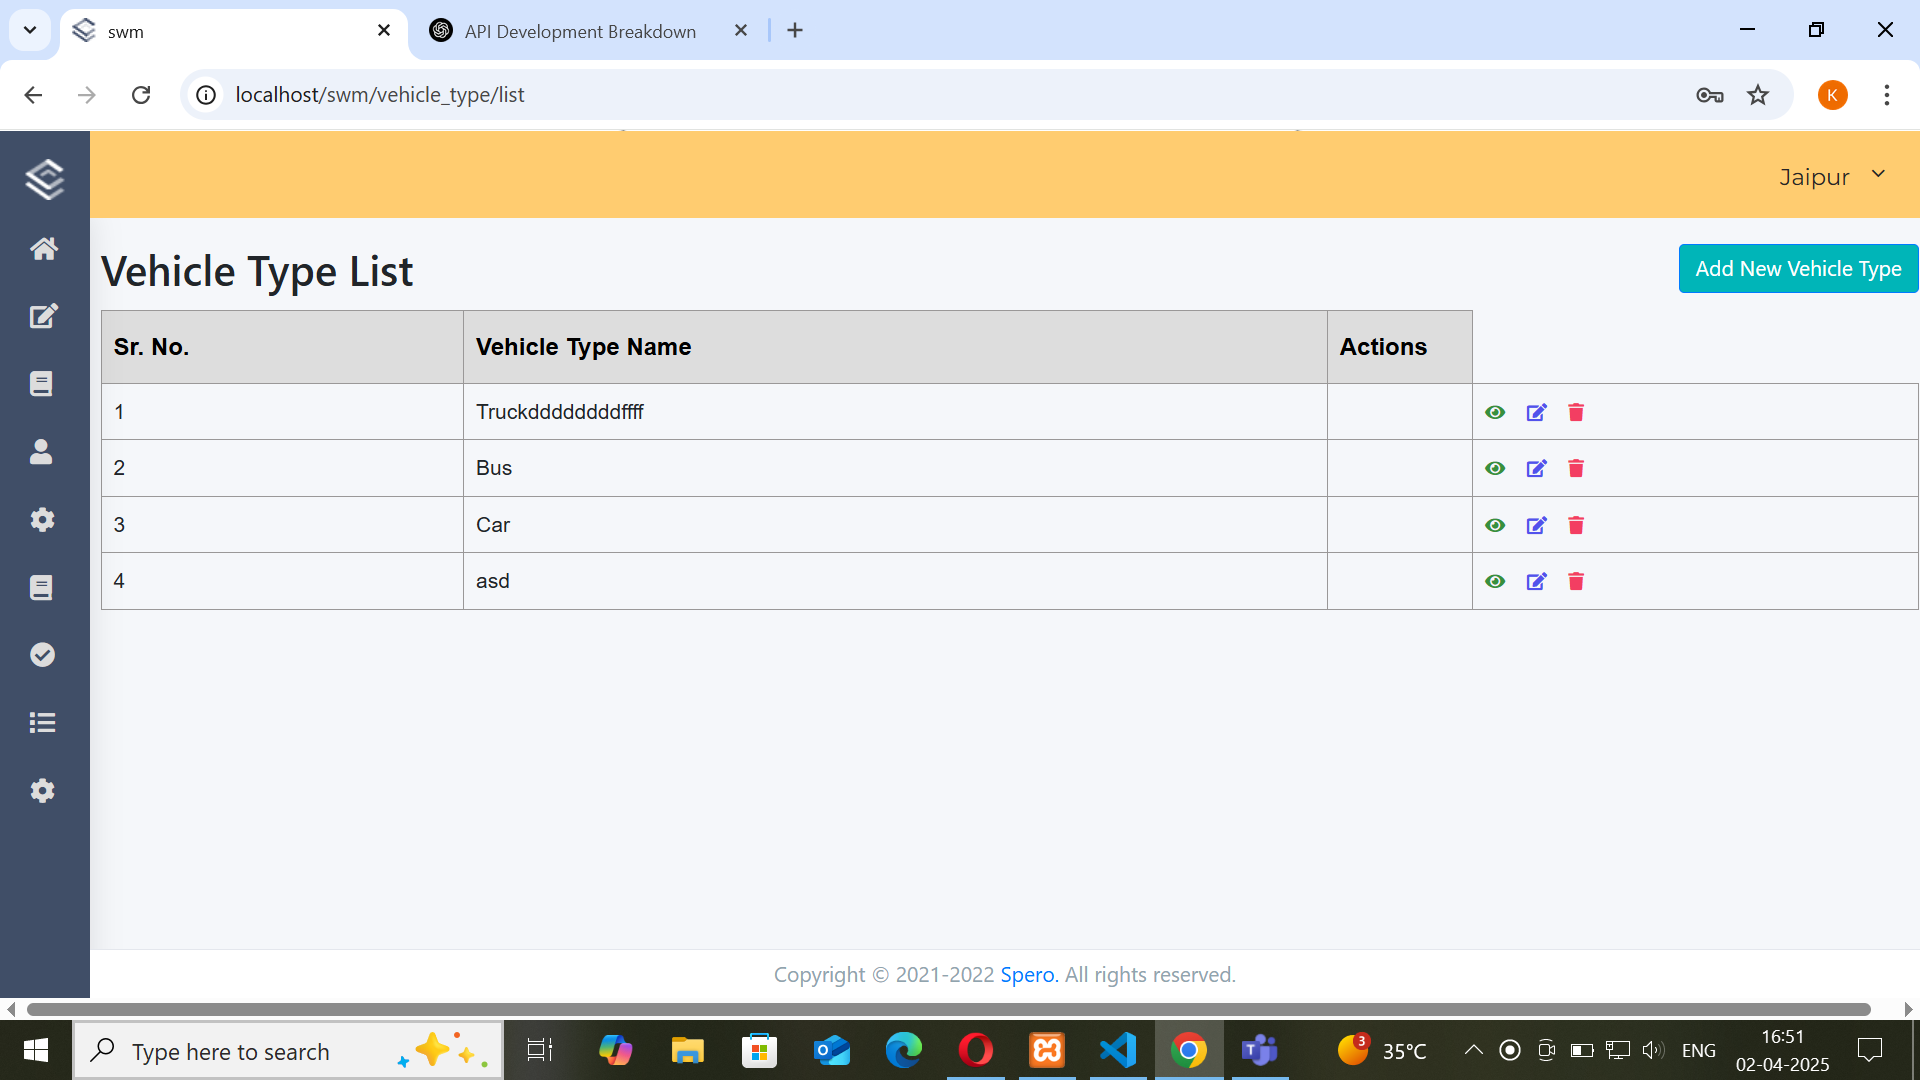 swm
API Development Breakdown
localhost/swm/vehicle_type/list
K
Jaipur
Vehicle Type List
Add New Vehicle Type
Sr. No. Vehicle Type Name Actions
1 Truckddddddddffff
2 Bus
3 Car
4 asd
Copyright © 2021-2022 Spero. All rights reserved.
Type here to search
3
35°C
ENG
16:51
02-04-2025